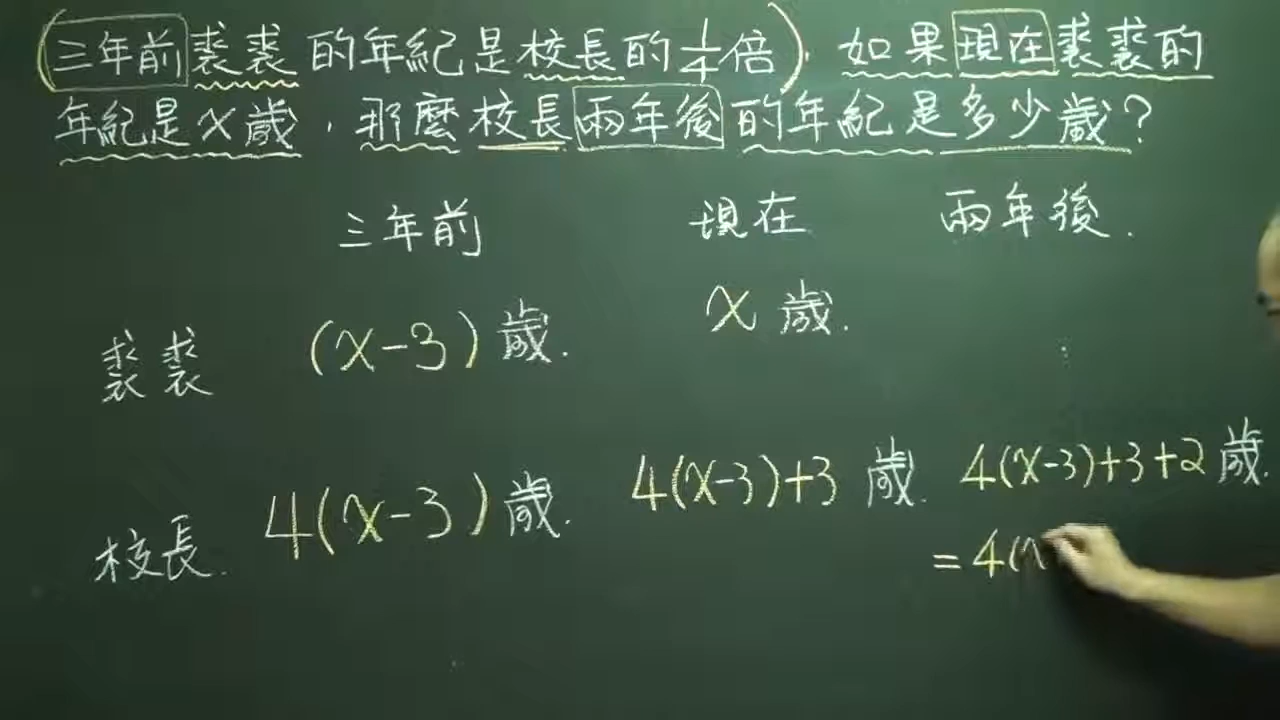 (三年前裘裘的年紀是校長的1/4倍)，如果現在裘裘的
年紀是x歲，那麼校長兩年後的年紀是多少歲？
三年前 現在 兩年後.
裘裘 (x-3)歲. x歲.
校長. 4(x-3)歲. 4(x-3)+3歲. 4(x-3)+3+2歲.
=4(x